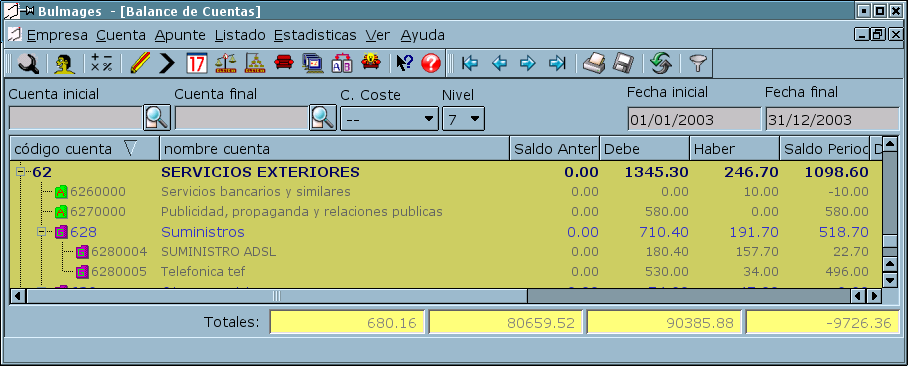 Bulmages - [Balance de Cuentas]
Empresa Cuenta Apunte Listado Estadisticas Ver Ayuda
17
Cuenta inicial Cuenta final C. Coste Nivel Fecha inicial Fecha final
-- 7 01/01/2003 31/12/2003
código cuenta nombre cuenta Saldo Anter Debe Haber Saldo Perioc D
62 SERVICIOS EXTERIORES 0.00 1345.30 246.70 1098.60
6260000 Servicios bancarios y similares 0.00 0.00 10.00 -10.00
6270000 Publicidad, propaganda y relaciones publicas 0.00 580.00 0.00 580.00
628 Suministros 0.00 710.40 191.70 518.70
6280004 SUMINISTRO ADSL 0.00 180.40 157.70 22.70
6280005 Telefonica tef 0.00 530.00 34.00 496.00
Totales: 680.16 80659.52 90385.88 -9726.36